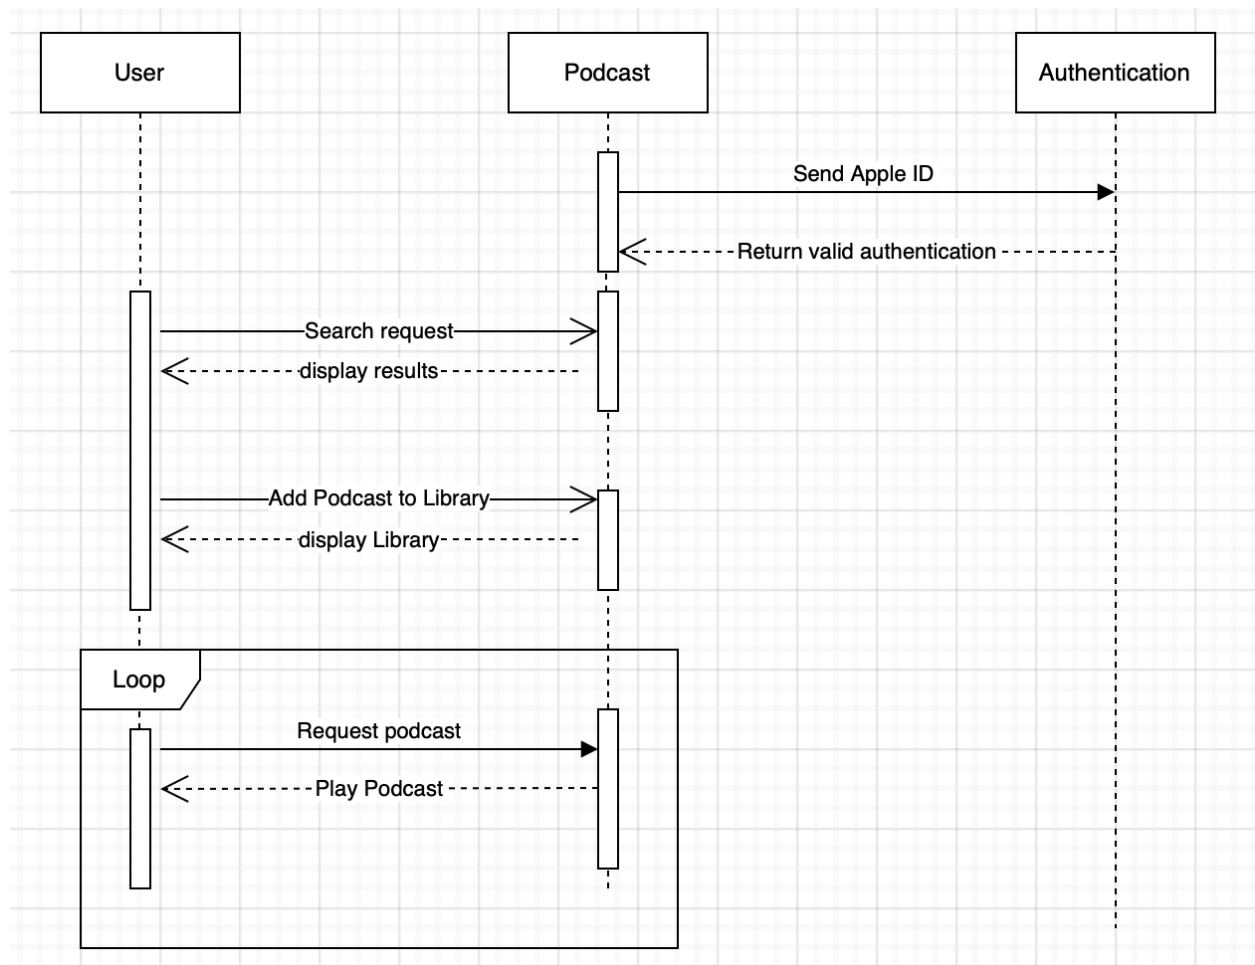 User
Podcast
Authentication
Send Apple ID
Return valid authentication
Search request
display results
Add Podcast to Library
display Library
Loop
Request podcast
Play Podcast